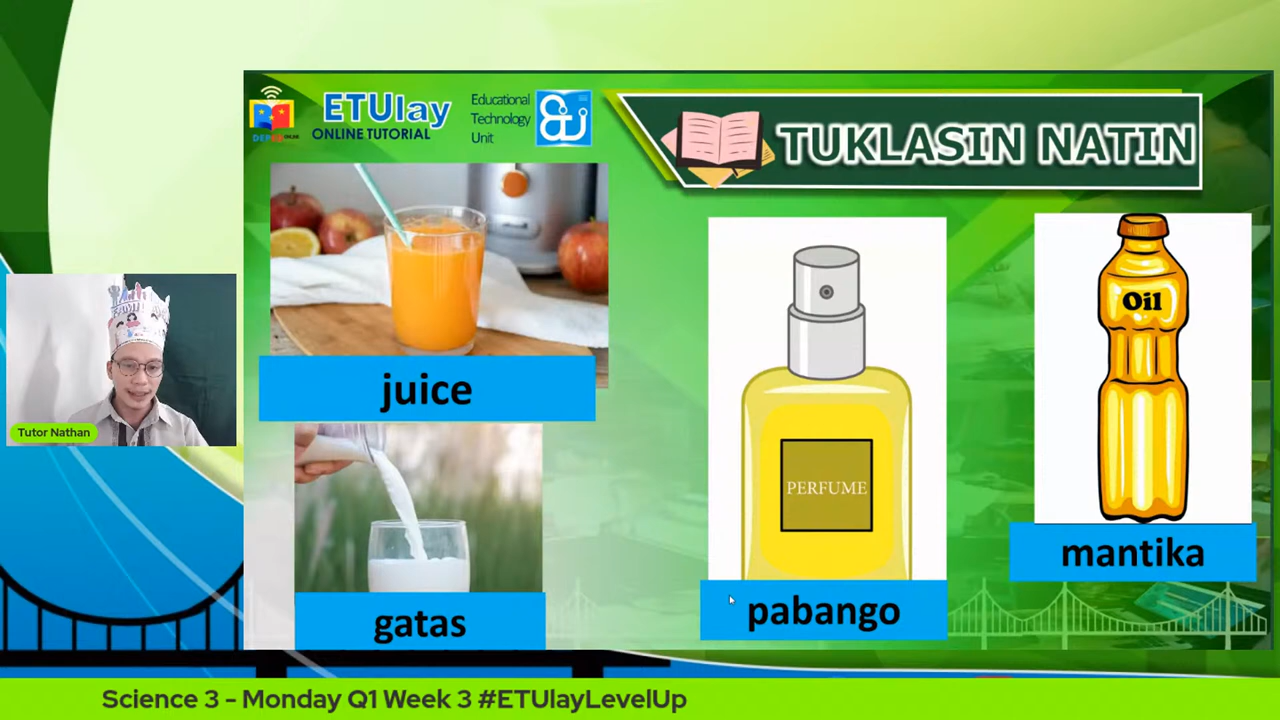 ETUlay
ONLINE TUTORIAL
Educational
Technology
Unit
TUKLASIN NATIN
juice
gatas
PERFUME
pabango
Oil
mantika
Tutor Nathan
Science 3 - Monday Q1 Week 3 #ETUlayLevelUp